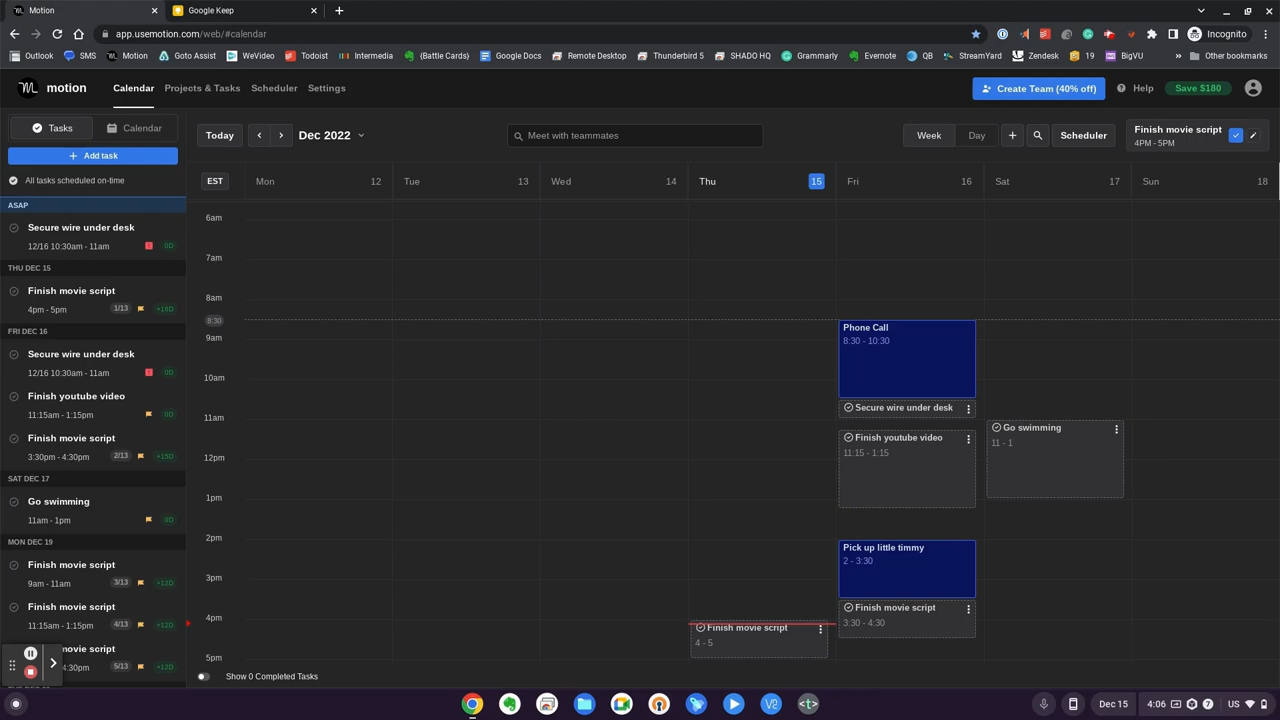 Motion
Google Keep
app.usemotion.com/web/#calendar
Incognito
Outlook
SMS
Motion
Goto Assist
WeVideo
Todoist
Intermedia
{Battle Cards}
Google Docs
Remote Desktop
Thunderbird 5
SHADO HQ
Grammarly
Evernote
QB
StreamYard
Zendesk
19
BigVU
»
Other bookmarks
motion
Calendar
Projects & Tasks
Scheduler
Settings
Create Team (40% off)
Help
Save $180
Tasks
Calendar
Today
Dec 2022
Meet with teammates
Week
Day
Scheduler
Finish movie script
4PM - 5PM
Add task
All tasks scheduled on-time
EST
Mon 12
Tue 13
Wed 14
Thu 15
Fri 16
Sat 17
Sun 18
ASAP
Secure wire under desk
12/16 10:30am - 11am
0D
THU DEC 15
Finish movie script
4pm - 5pm
1/13
+16D
FRI DEC 16
Secure wire under desk
12/16 10:30am - 11am
0D
Finish youtube video
11:15am - 1:15pm
0D
Finish movie script
3:30pm - 4:30pm
2/13
+15D
SAT DEC 17
Go swimming
11am - 1pm
0D
MON DEC 19
Finish movie script
9am - 11am
3/13
+12D
Finish movie script
11:15am - 1:15pm
4/13
+12D
movie script
4:30pm
5/13
+12D
6am
7am
8am
8:30
9am
10am
11am
12pm
1pm
2pm
3pm
4pm
5pm
Phone Call
8:30 - 10:30
Secure wire under desk
Finish youtube video
11:15 - 1:15
Go swimming
11 - 1
Pick up little timmy
2 - 3:30
Finish movie script
3:30 - 4:30
Finish movie script
4 - 5
Show 0 Completed Tasks
Dec 15
4:06
US